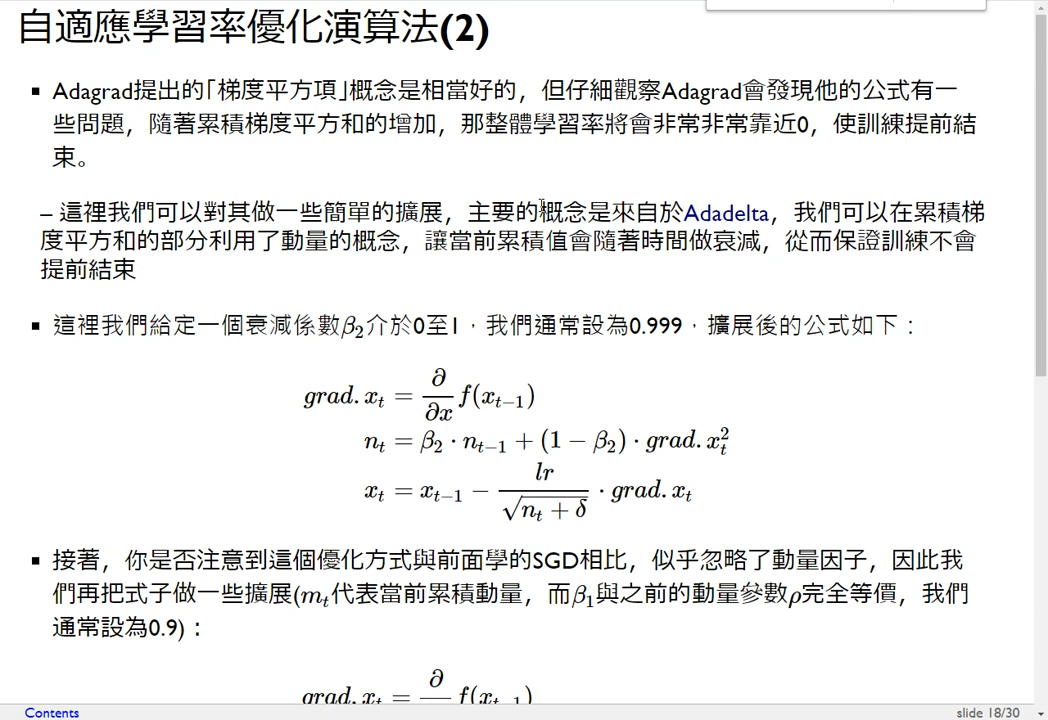 自適應學習率優化演算法(2)
▪ Adagrad提出的「梯度平方項」概念是相當好的，但仔細觀察Adagrad會發現他的公式有一
些問題，隨著累積梯度平方和的增加，那整體學習率將會非常非常靠近0，使訓練提前結
束。
– 這裡我們可以對其做一些簡單的擴展，主要的概念是來自於Adadelta，我們可以在累積梯
度平方和的部分利用了動量的概念，讓當前累積值會隨著時間做衰減，從而保證訓練不會
提前結束
▪ 這裡我們給定一個衰減係數β₂介於0至1，我們通常設為0.999，擴展後的公式如下：
grad. xₜ = ∂/∂x f(xₜ₋₁)
nₜ = β₂ · nₜ₋₁ + (1 − β₂) · grad. xₜ²
xₜ = xₜ₋₁ − lr/√(nₜ + δ) · grad. xₜ
▪ 接著，你是否注意到這個優化方式與前面學的SGD相比，似乎忽略了動量因子，因此我
們再把式子做一些擴展(mₜ代表當前累積動量，而β₁與之前的動量參數ρ完全等價，我們
通常設為0.9)：
grad. xₜ = ∂ f(xₜ₋₁)
Contents
slide 18/30